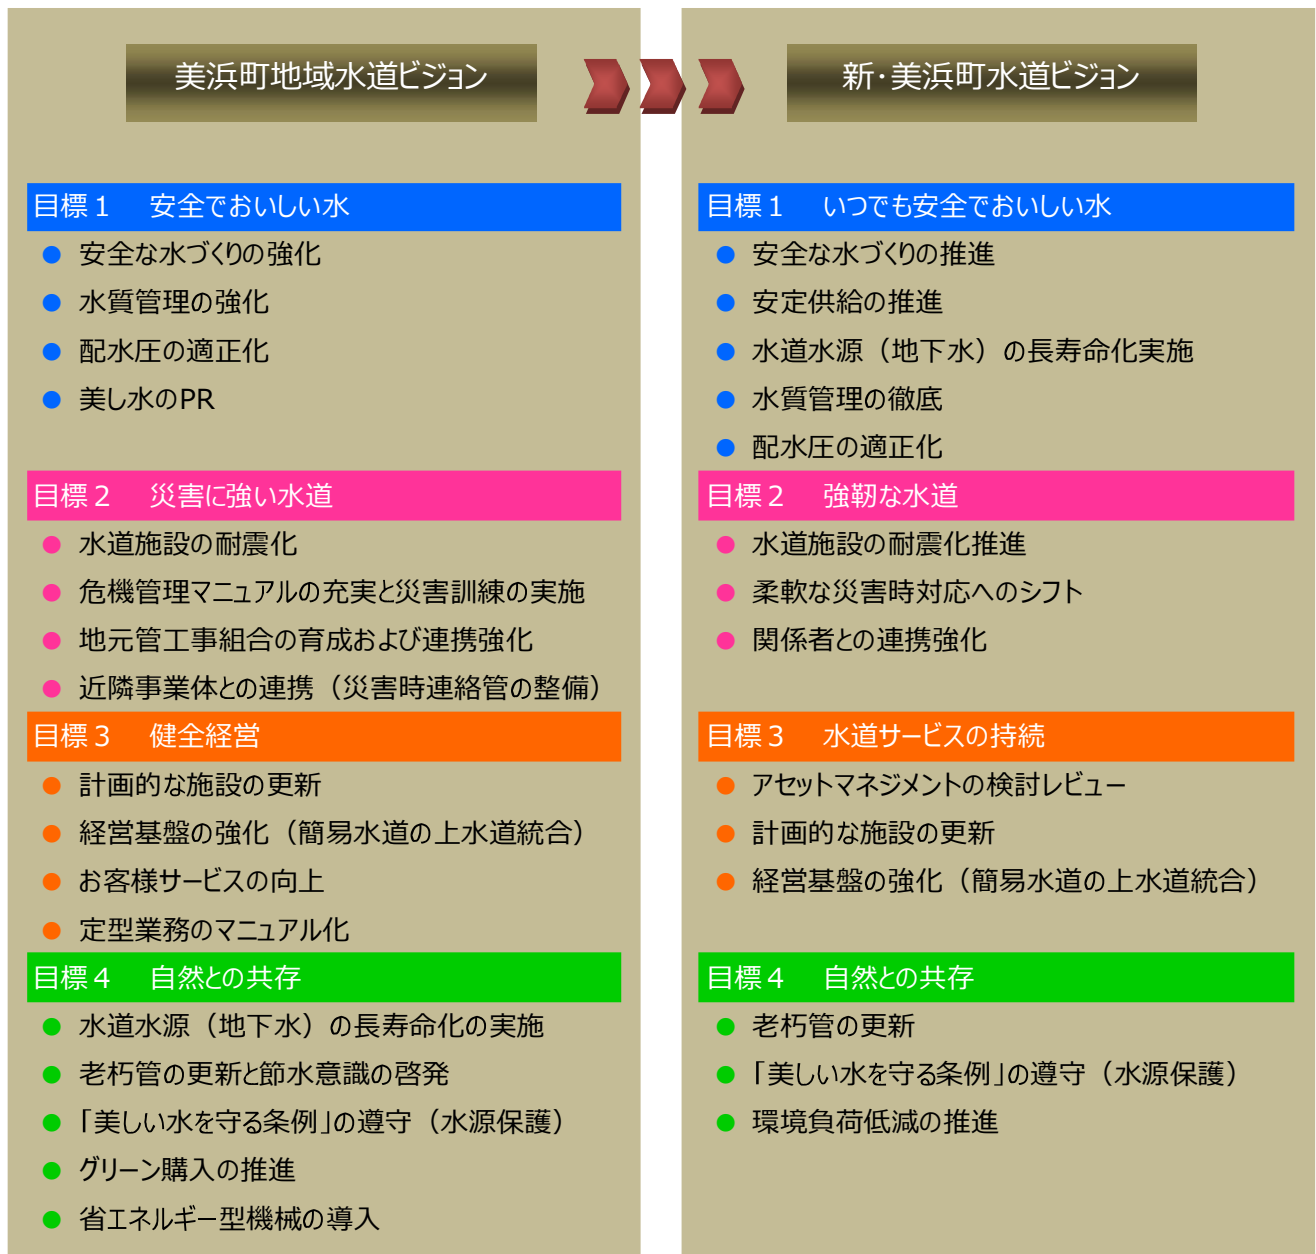 美浜町地域水道ビジョン
目標１　安全でおいしい水
● 安全な水づくりの強化
● 水質管理の強化
● 配水圧の適正化
● 美し水のPR
目標２　災害に強い水道
● 水道施設の耐震化
● 危機管理マニュアルの充実と災害訓練の実施
● 地元管工事組合の育成および連携強化
● 近隣事業体との連携（災害時連絡管の整備）
目標３　健全経営
● 計画的な施設の更新
● 経営基盤の強化（簡易水道の上水道統合）
● お客様サービスの向上
● 定型業務のマニュアル化
目標４　自然との共存
● 水道水源（地下水）の長寿命化の実施
● 老朽管の更新と節水意識の啓発
● 「美しい水を守る条例」の遵守（水源保護）
● グリーン購入の推進
● 省エネルギー型機械の導入
新・美浜町水道ビジョン
目標１　いつでも安全でおいしい水
● 安全な水づくりの推進
● 安定供給の推進
● 水道水源（地下水）の長寿命化実施
● 水質管理の徹底
● 配水圧の適正化
目標２　強靭な水道
● 水道施設の耐震化推進
● 柔軟な災害時対応へのシフト
● 関係者との連携強化
目標３　水道サービスの持続
● アセットマネジメントの検討レビュー
● 計画的な施設の更新
● 経営基盤の強化（簡易水道の上水道統合）
目標４　自然との共存
● 老朽管の更新
● 「美しい水を守る条例」の遵守（水源保護）
● 環境負荷低減の推進